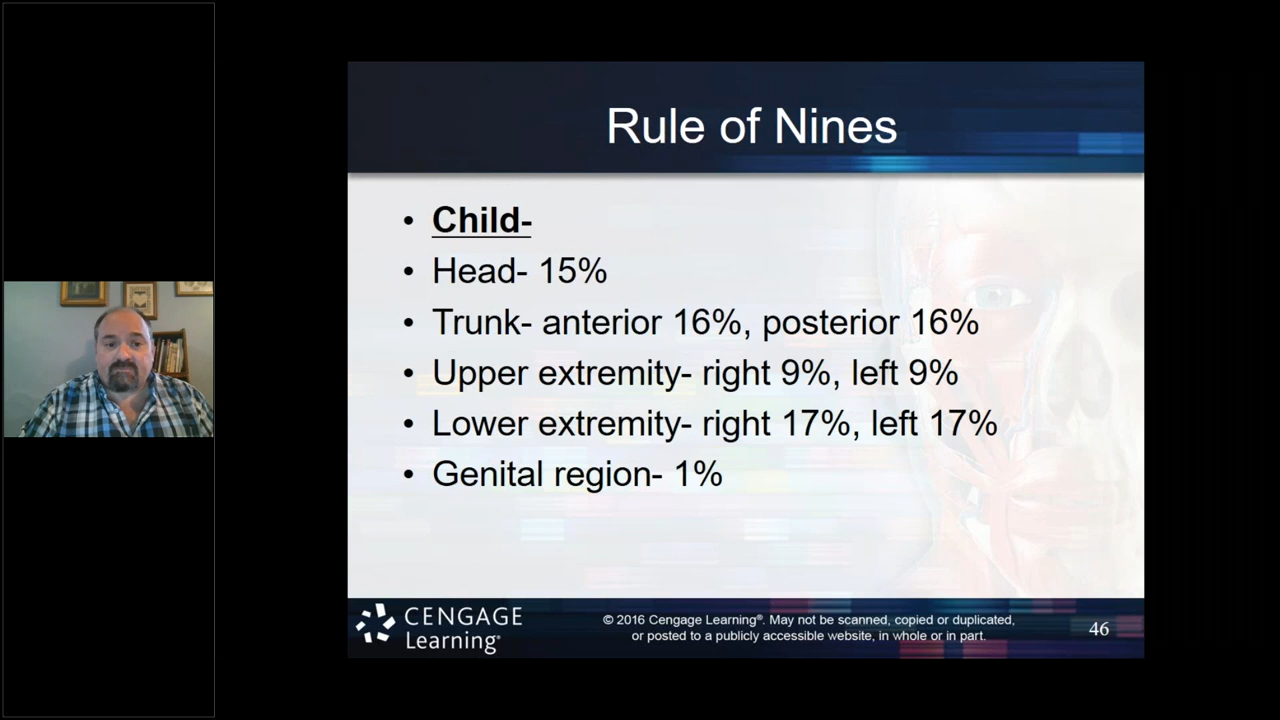 Rule of Nines
• Child-
• Head- 15%
• Trunk- anterior 16%, posterior 16%
• Upper extremity- right 9%, left 9%
• Lower extremity- right 17%, left 17%
• Genital region- 1%
CENGAGE
Learning®
© 2016 Cengage Learning®. May not be scanned, copied or duplicated,
or posted to a publicly accessible website, in whole or in part.
46